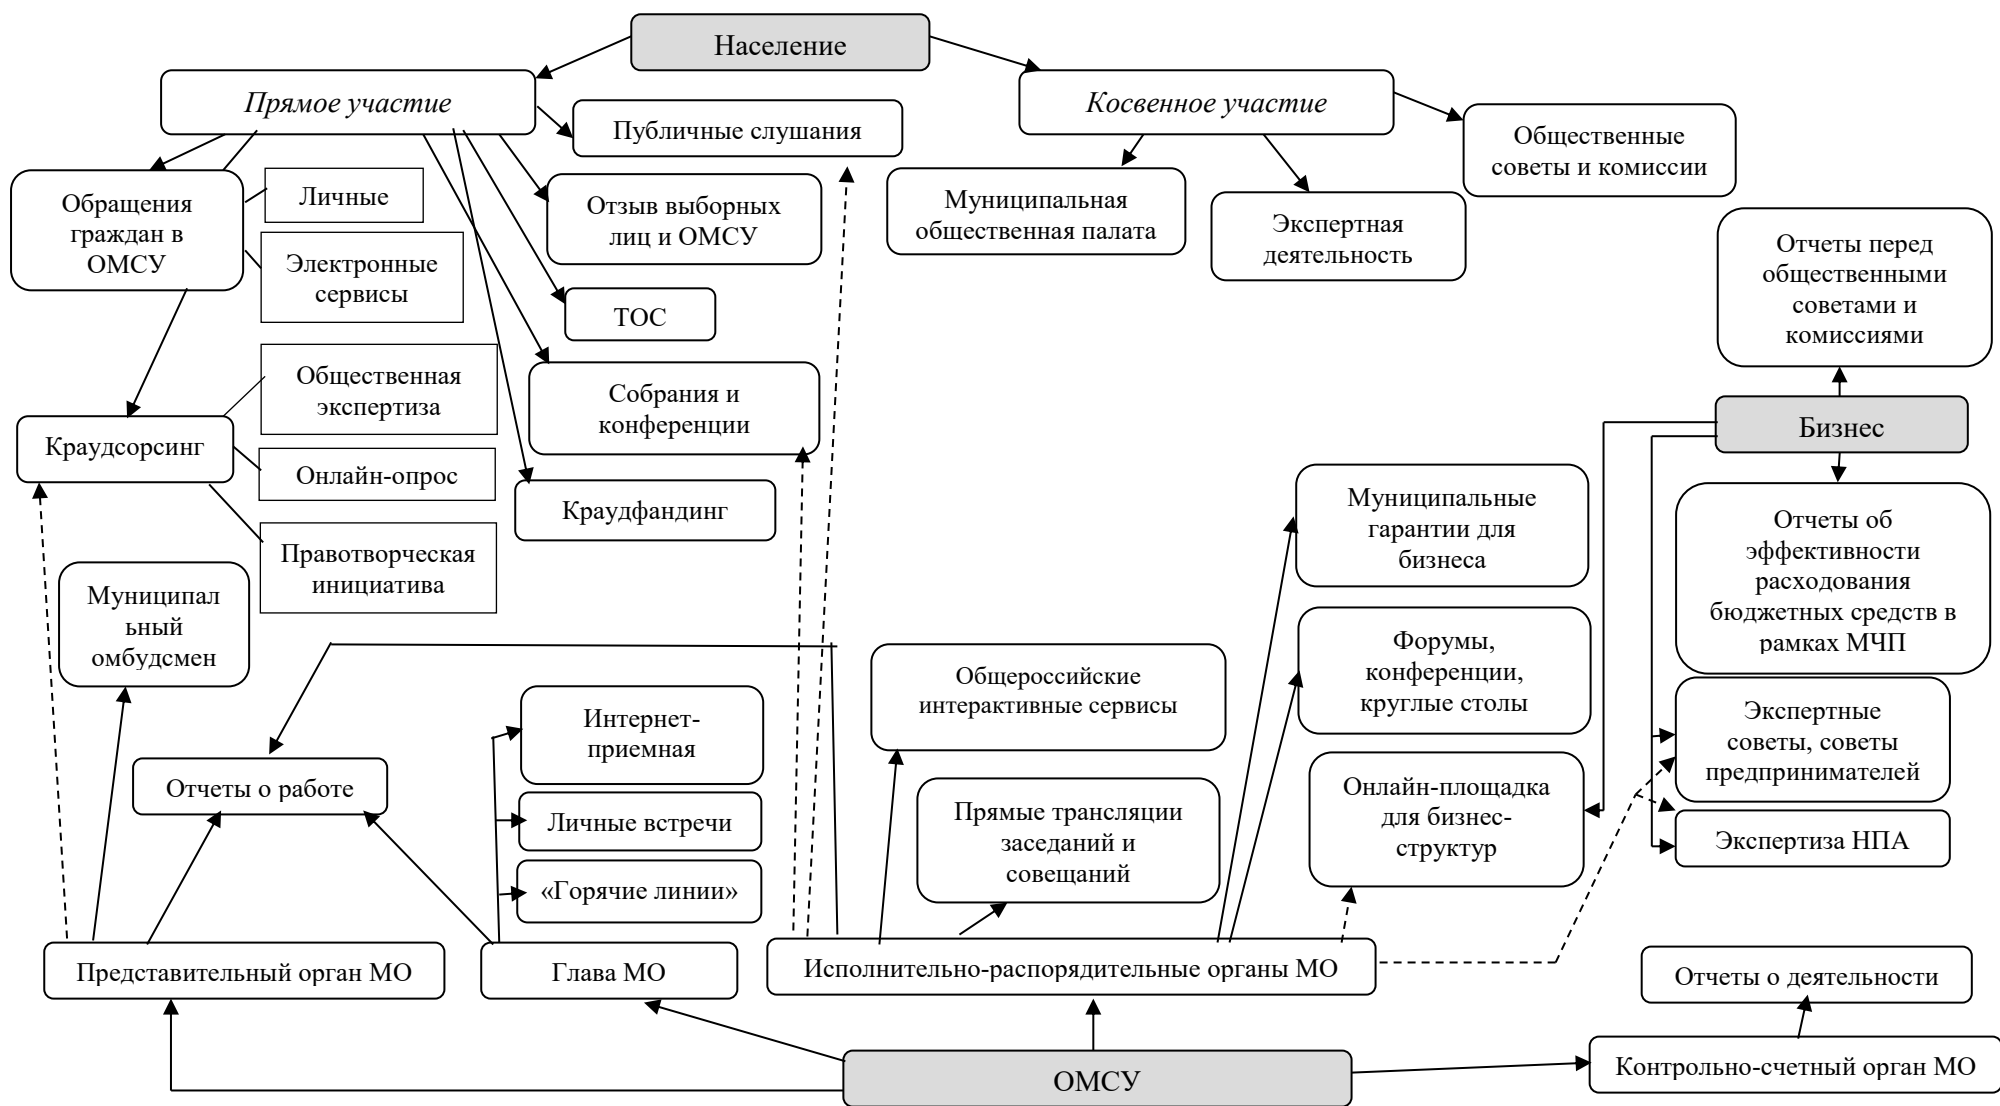 Население
Прямое участие
Косвенное участие
Публичные слушания
Общественные
советы и комиссии
Обращения
граждан в
ОМСУ
Личные
Электронные
сервисы
Отзыв выборных
лиц и ОМСУ
Муниципальная
общественная палата
Экспертная
деятельность
Отчеты перед
общественными
советами и
комиссиями
ТОС
Общественная
экспертиза
Собрания и
конференции
Бизнес
Краудсорсинг
Онлайн-опрос
Краудфандинг
Правотворческая
инициатива
Муниципальные
гарантии для
бизнеса
Отчеты об
эффективности
расходования
бюджетных средств в
рамках МЧП
Муниципал
ьный
омбудсмен
Форумы,
конференции,
круглые столы
Общероссийские
интерактивные сервисы
Интернет-
приемная
Экспертные
советы, советы
предпринимателей
Отчеты о работе
Личные встречи
Прямые трансляции
заседаний и
совещаний
Онлайн-площадка
для бизнес-
структур
Экспертиза НПА
«Горячие линии»
Представительный орган МО
Глава МО
Исполнительно-распорядительные органы МО
Отчеты о деятельности
ОМСУ
Контрольно-счетный орган МО